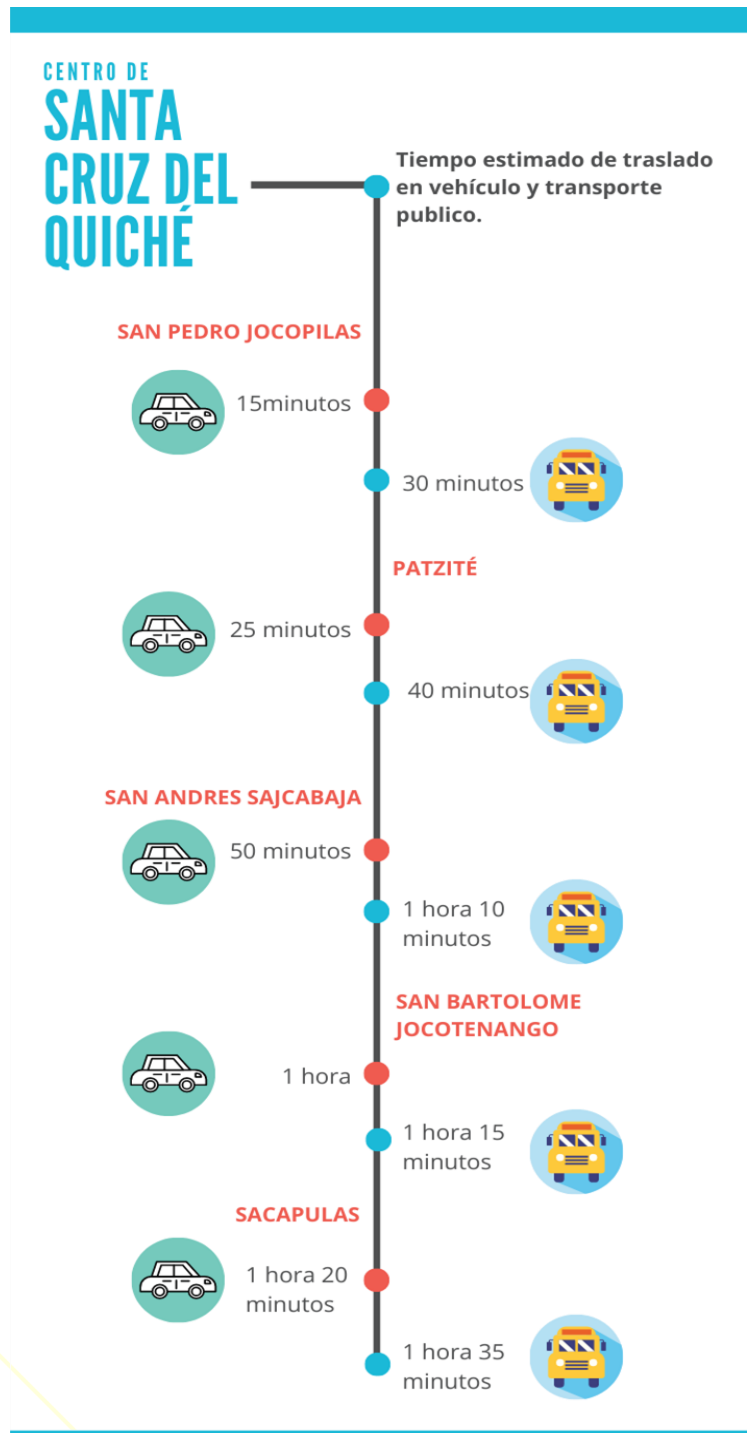 CENTRO DE
SANTA
CRUZ DEL
QUICHÉ
Tiempo estimado de traslado
en vehículo y transporte
publico.
SAN PEDRO JOCOPILAS
15minutos
30 minutos
PATZITÉ
25 minutos
40 minutos
SAN ANDRES SAJCABAJA
50 minutos
1 hora 10
minutos
SAN BARTOLOME
JOCOTENANGO
1 hora
1 hora 15
minutos
SACAPULAS
1 hora 20
minutos
1 hora 35
minutos